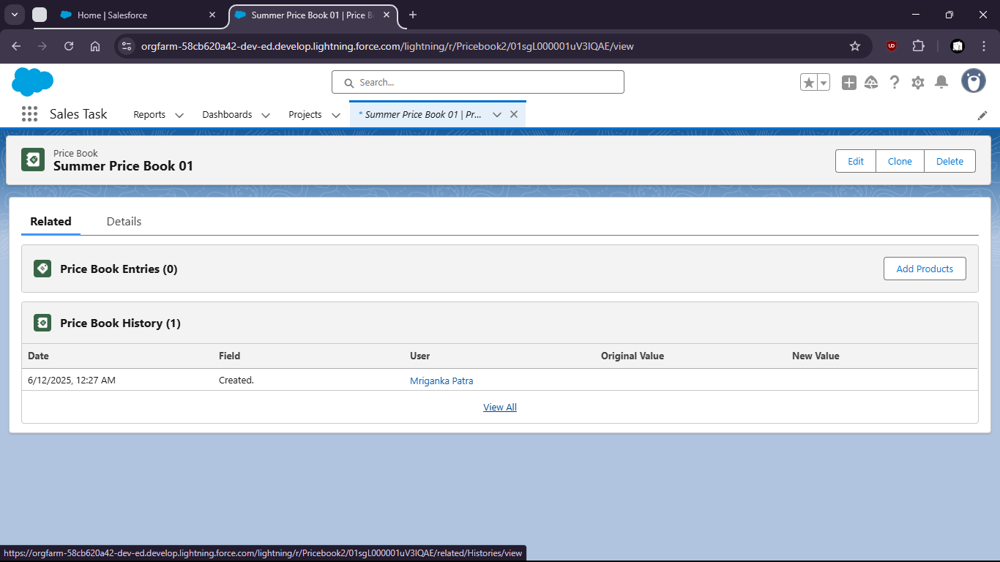 Home | Salesforce
Summer Price Book 01 | Price B
orgfarm-58cb620a42-dev-ed.develop.lightning.force.com/lightning/r/Pricebook2/01sgL000001uV3IQAE/view
Search...
Sales Task
Reports
Dashboards
Projects
* Summer Price Book 01 | Pr...
Price Book
Summer Price Book 01
Edit
Clone
Delete
Related
Details
Price Book Entries (0)
Add Products
Price Book History (1)
Date Field User Original Value New Value
6/12/2025, 12:27 AM Created. Mriganka Patra
View All
https://orgfarm-58cb620a42-dev-ed.develop.lightning.force.com/lightning/r/Pricebook2/01sgL000001uV3IQAE/related/Histories/view